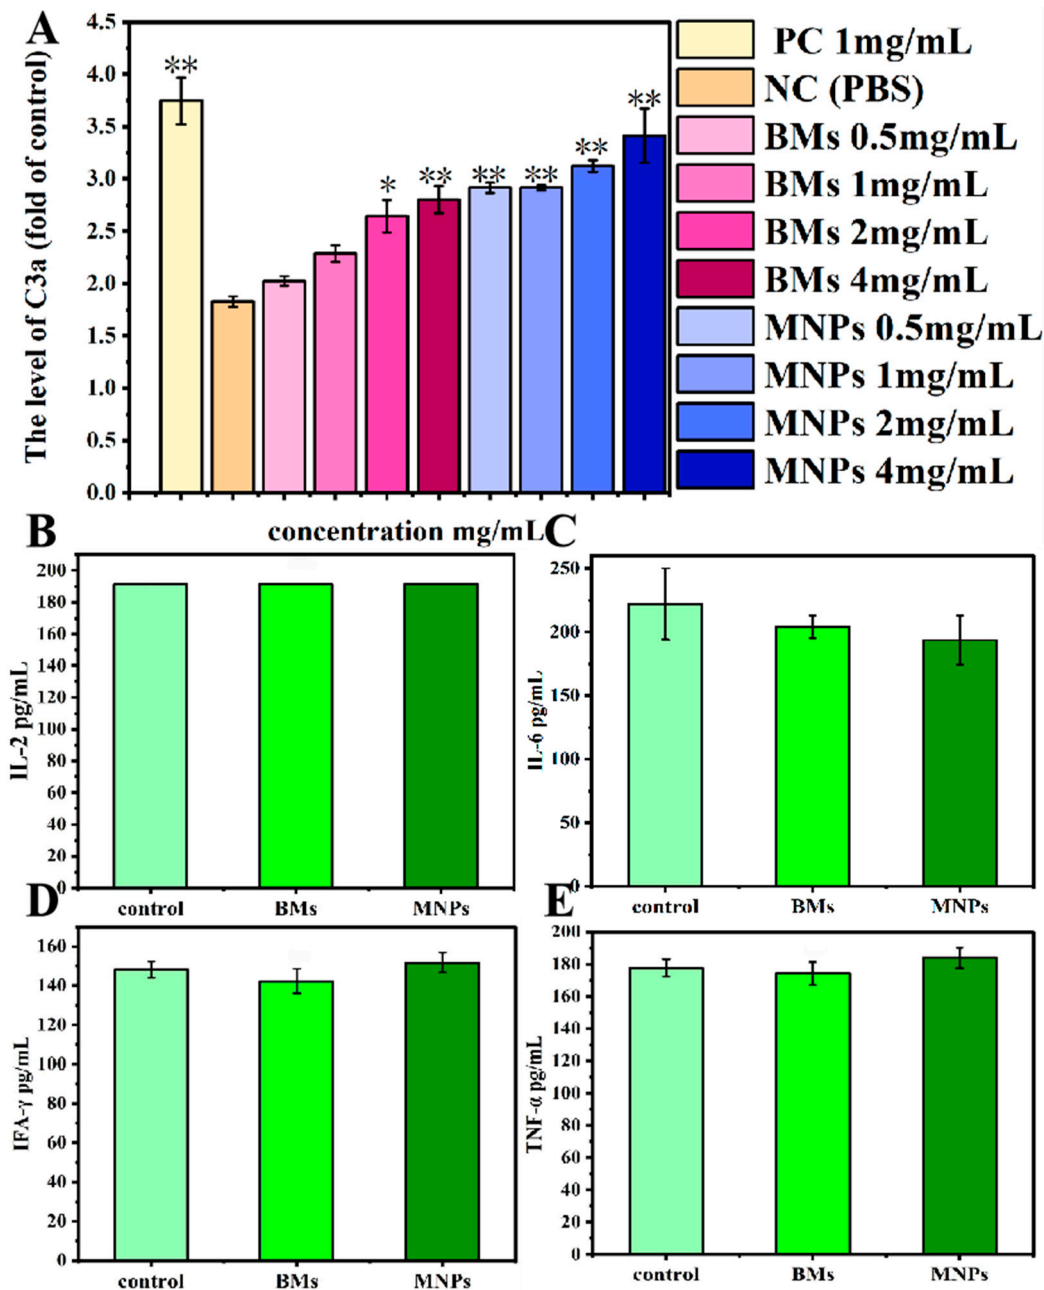 A
The level of C3a (fold of control)
4.5
4.0
3.5
3.0
2.5
2.0
1.5
1.0
0.5
0.0
**
*
**
**
**
**
**
concentration mg/mL
PC 1mg/mL
NC (PBS)
BMs 0.5mg/mL
BMs 1mg/mL
BMs 2mg/mL
BMs 4mg/mL
MNPs 0.5mg/mL
MNPs 1mg/mL
MNPs 2mg/mL
MNPs 4mg/mL
B
IL-2 pg/mL
200
180
160
140
120
100
80
60
40
20
0
control BMs MNPs
C
IL-6 pg/mL
250
200
150
100
50
0
control BMs MNPs
D
IFA-γ pg/mL
160
140
120
100
80
60
40
20
0
control BMs MNPs
E
TNF-α pg/mL
200
180
160
140
120
100
80
60
40
20
0
control BMs MNPs